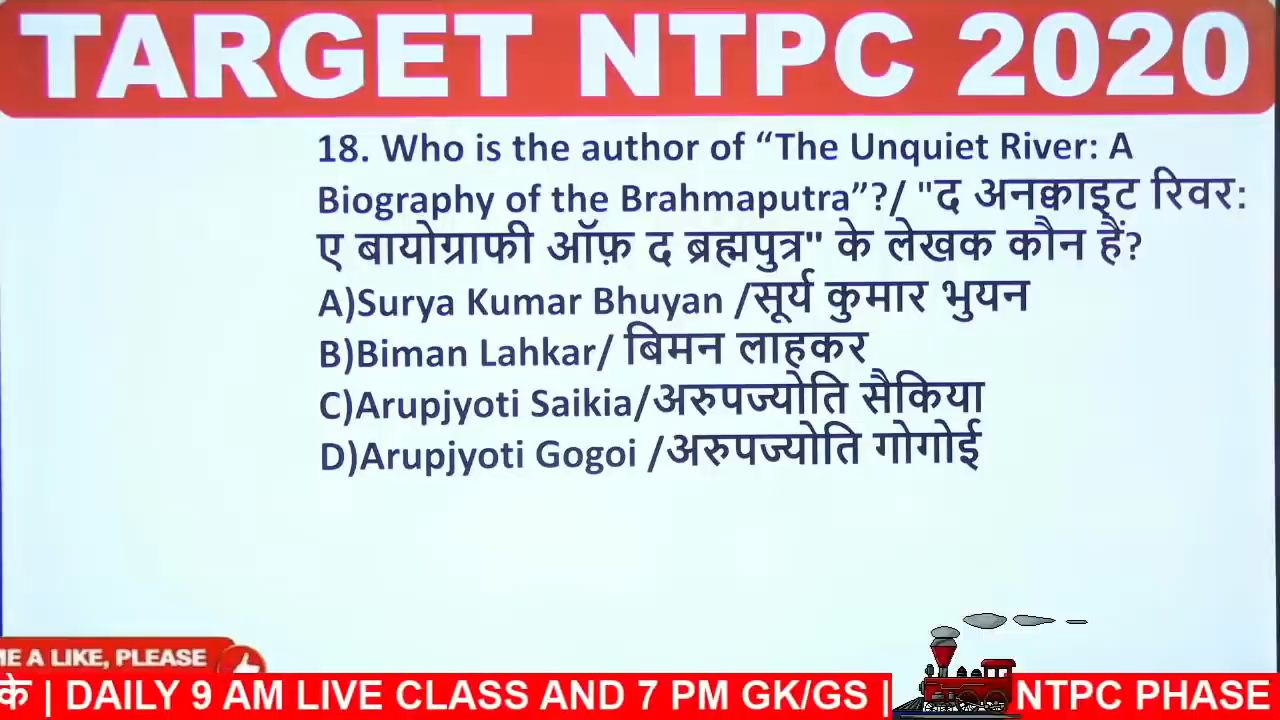 TARGET NTPC 2020
18. Who is the author of “The Unquiet River: A
Biography of the Brahmaputra”?/ "द अनक्वाइट रिवर:
ए बायोग्राफी ऑफ़ द ब्रह्मपुत्र" के लेखक कौन हैं?
A)Surya Kumar Bhuyan /सूर्य कुमार भुयन
B)Biman Lahkar/ बिमन लाहकर
C)Arupjyoti Saikia/अरुपज्योति सैकिया
D)Arupjyoti Gogoi /अरुपज्योति गोगोई
ME A LIKE, PLEASE
के | DAILY 9 AM LIVE CLASS AND 7 PM GK/GS | NTPC PHASE